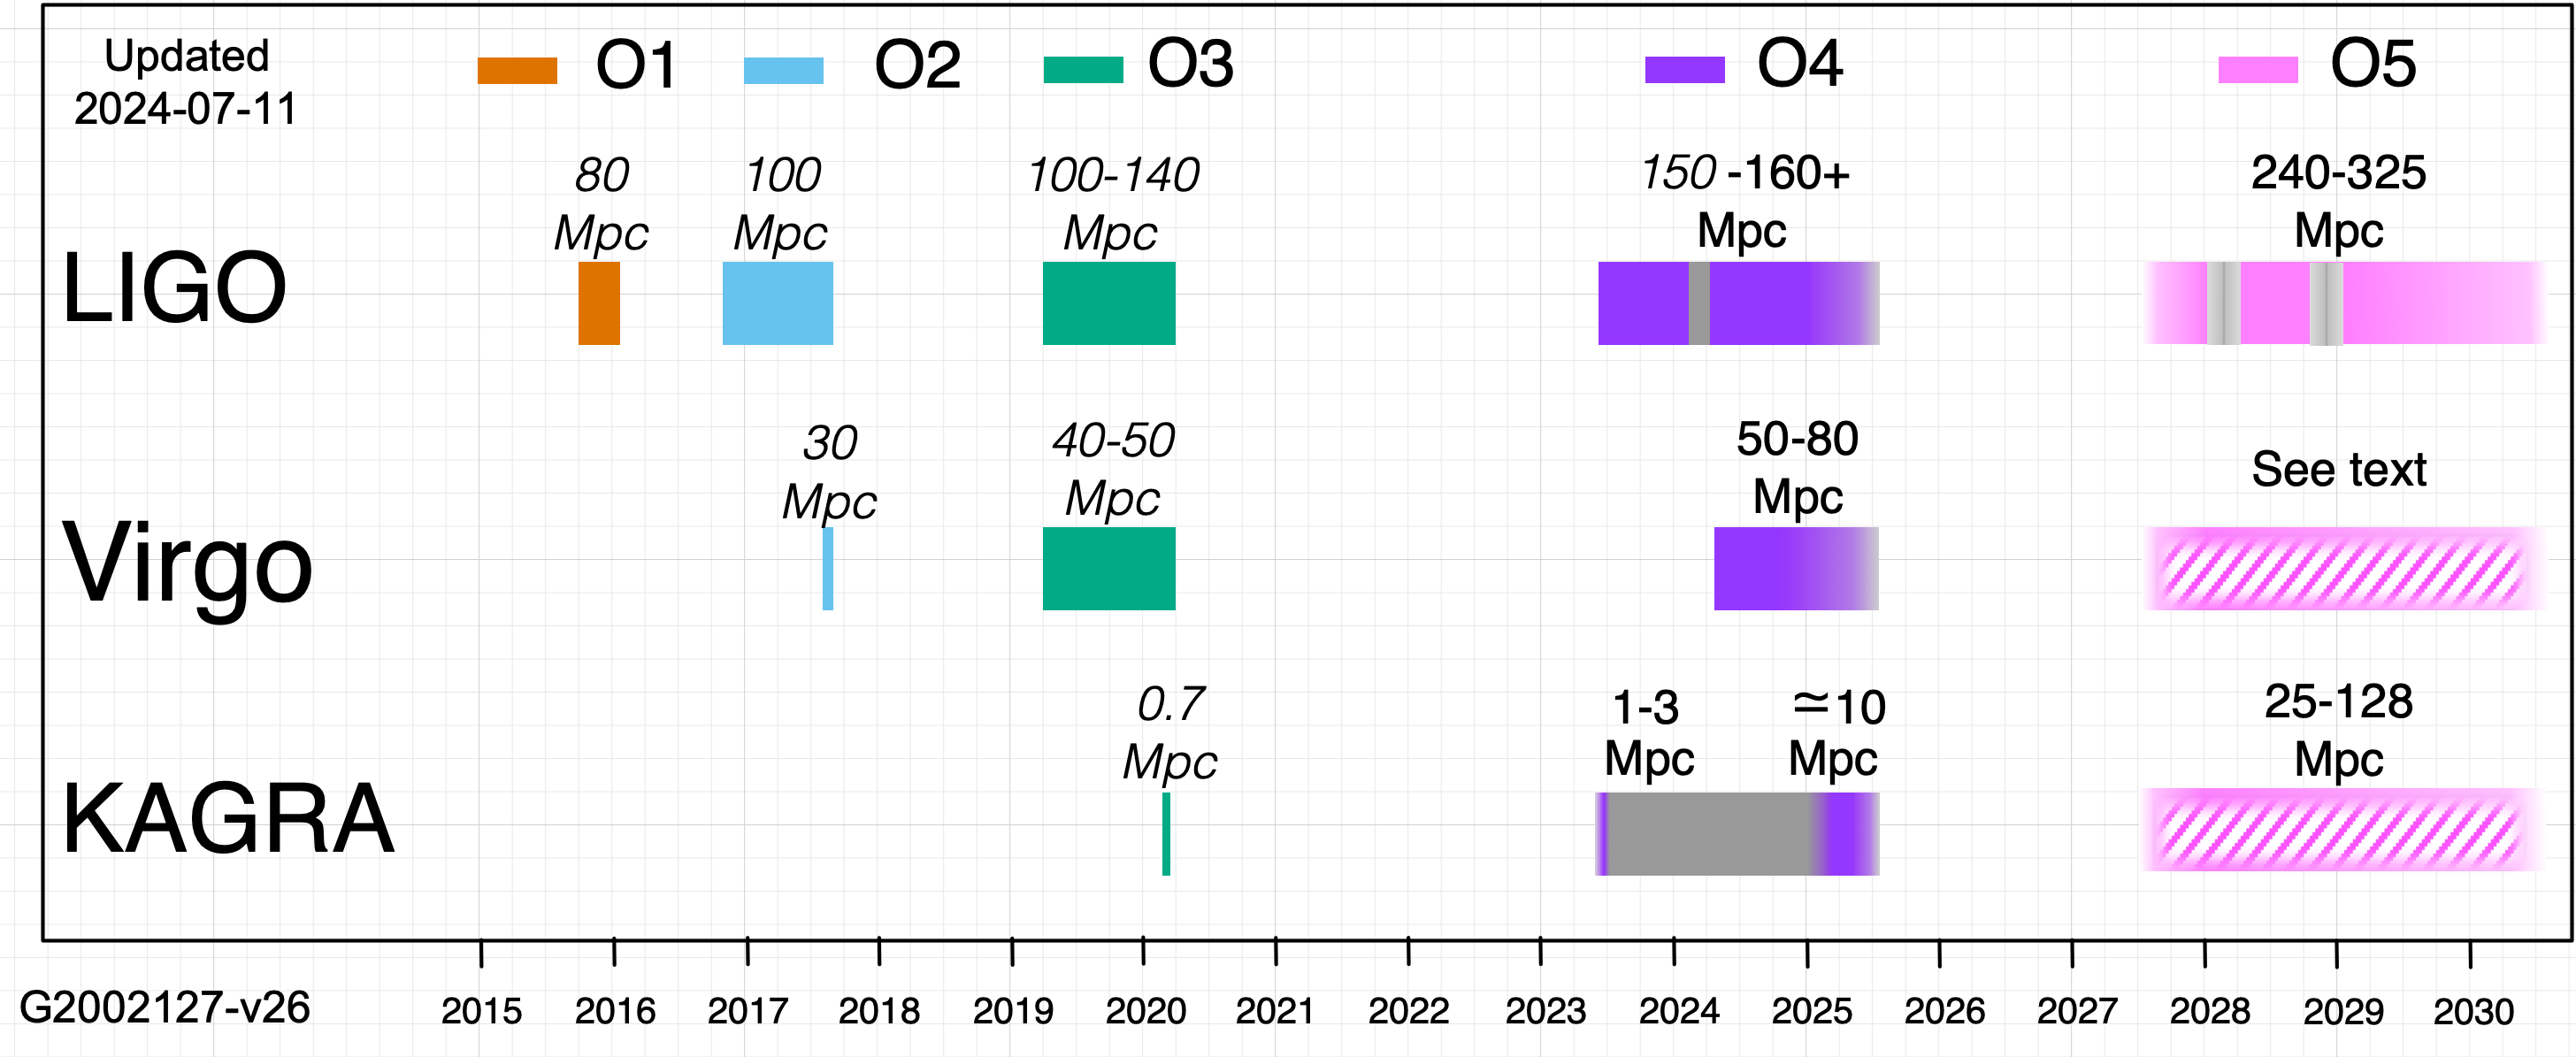 Updated
2024-07-11
O1
O2
O3
O4
O5
80
Mpc
100
Mpc
100-140
Mpc
150 -160+
Mpc
240-325
Mpc
LIGO
30
Mpc
40-50
Mpc
50-80
Mpc
See text
Virgo
0.7
Mpc
1-3
Mpc
≃10
Mpc
25-128
Mpc
KAGRA
G2002127-v26
2015 2016 2017 2018 2019 2020 2021 2022 2023 2024 2025 2026 2027 2028 2029 2030